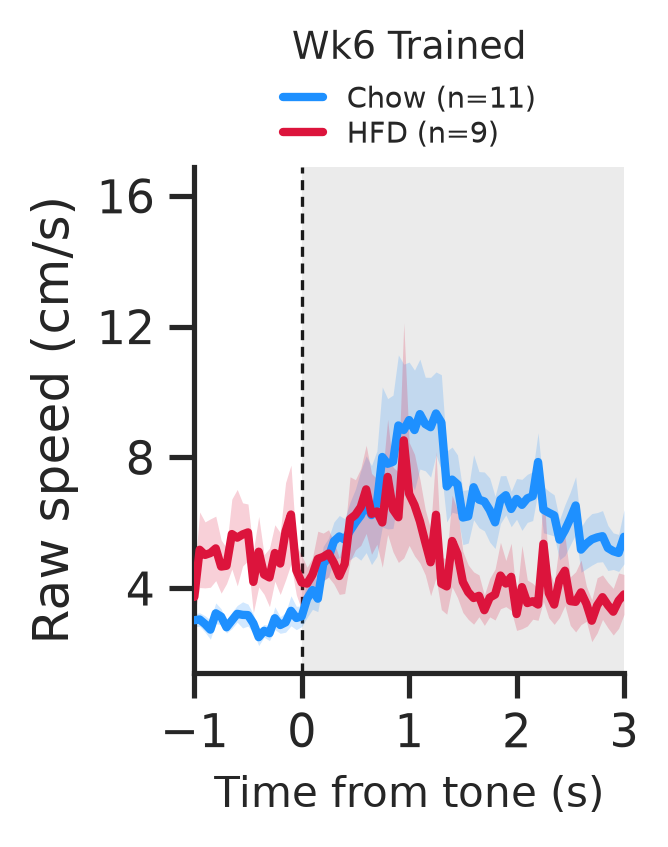 Wk6 Trained
Chow (n=11)
HFD (n=9)
Raw speed (cm/s)
16
12
8
4
−1 0 1 2 3
Time from tone (s)